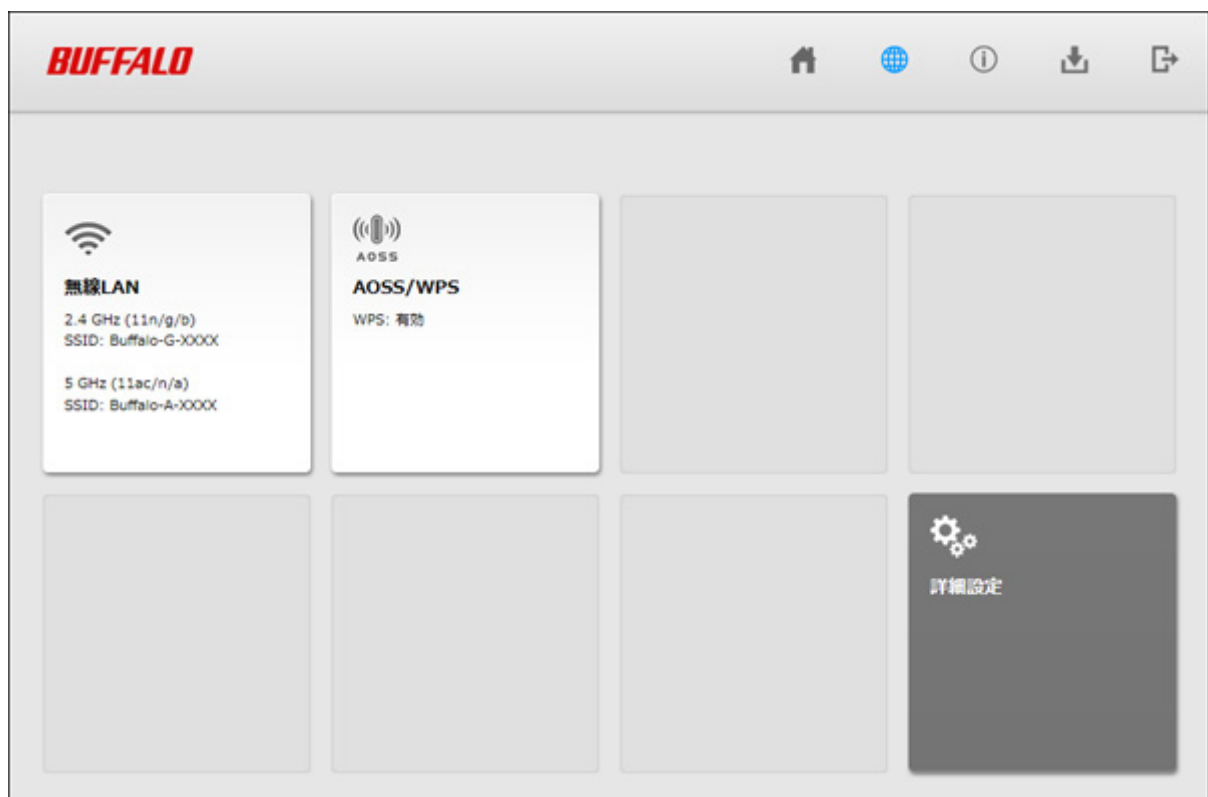 BUFFALO
無線LAN
2.4 GHz (11n/g/b)
SSID: Buffalo-G-XXXX
5 GHz (11ac/n/a)
SSID: Buffalo-A-XXXX
AOSS
AOSS/WPS
WPS: 有効
詳細設定